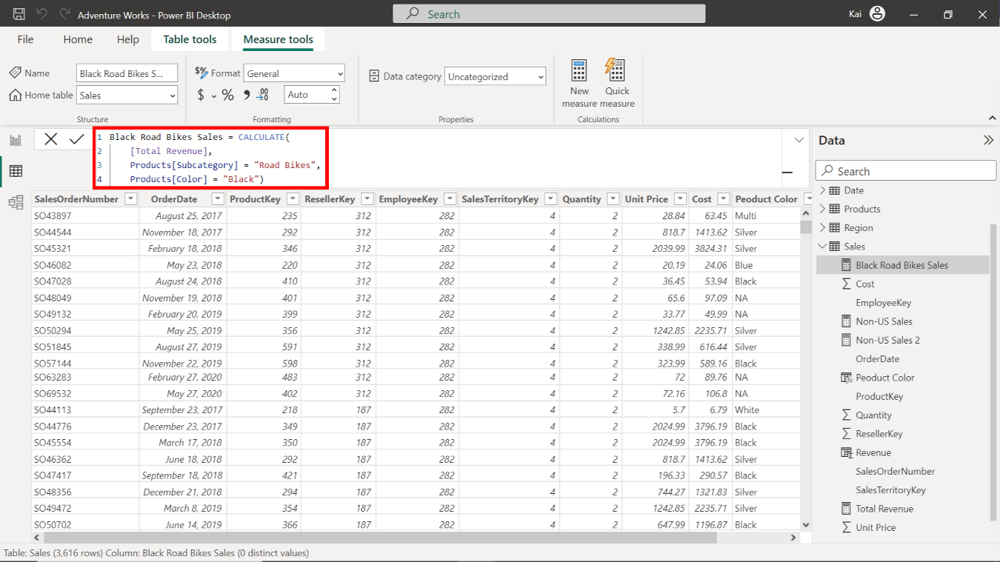 Adventure Works - Power BI Desktop
Search
Kai
File Home Help Table tools Measure tools
Name Black Road Bikes S...
Home table Sales
Structure
$% Format General
$ % 9 .00 →0 Auto
Formatting
Data category Uncategorized
Properties
New measure
Quick measure
Calculations
1 Black Road Bikes Sales = CALCULATE(
2 [Total Revenue],
3 Products[Subcategory] = "Road Bikes",
4 Products[Color] = "Black")
SalesOrderNumber OrderDate ProductKey ResellerKey EmployeeKey SalesTerritoryKey Quantity Unit Price Cost Peoduct Color
SO43897 August 25, 2017 235 312 282 4 2 28.84 63.45 Multi
SO44544 November 18, 2017 292 312 282 4 2 818.7 1413.62 Silver
SO45321 February 18, 2018 346 312 282 4 2 2039.99 3824.31 Silver
SO46082 May 23, 2018 220 312 282 4 2 20.19 24.06 Blue
SO47028 August 24, 2018 410 312 282 4 2 36.45 53.94 Black
SO48049 November 19, 2018 401 312 282 4 2 65.6 97.09 NA
SO49132 February 20, 2019 399 312 282 4 2 33.77 49.99 NA
SO50294 May 25, 2019 356 312 282 4 2 1242.85 2235.71 Silver
SO51845 August 27, 2019 591 312 282 4 2 338.99 616.44 Silver
SO57144 November 22, 2019 598 312 282 4 2 323.99 589.16 Black
SO63283 February 27, 2020 483 312 282 4 2 72 89.76 NA
SO69532 May 27, 2020 402 312 282 4 2 72.16 106.8 NA
SO44113 September 23, 2017 218 187 282 4 2 5.7 6.79 White
SO44776 December 23, 2017 349 187 282 4 2 2024.99 3796.19 Black
SO45554 March 17, 2018 350 187 282 4 2 2024.99 3796.19 Black
SO46362 June 18, 2018 292 187 282 4 2 818.7 1413.62 Silver
SO47417 September 18, 2018 421 187 282 4 2 196.33 290.57 Black
SO48356 December 21, 2018 294 187 282 4 2 744.27 1321.83 Silver
SO49472 March 8, 2019 354 187 282 4 2 1242.85 2235.71 Silver
SO50702 June 14, 2019 366 187 282 4 2 647.99 1196.87 Black
Data
Search
Date
Products
Region
Sales
Black Road Bikes Sales
Cost
EmployeeKey
Non-US Sales
Non-US Sales 2
OrderDate
Peoduct Color
ProductKey
Quantity
ResellerKey
Revenue
SalesOrderNumber
SalesTerritoryKey
Total Revenue
Unit Price
Table: Sales (3,616 rows) Column: Black Road Bikes Sales (0 distinct values)